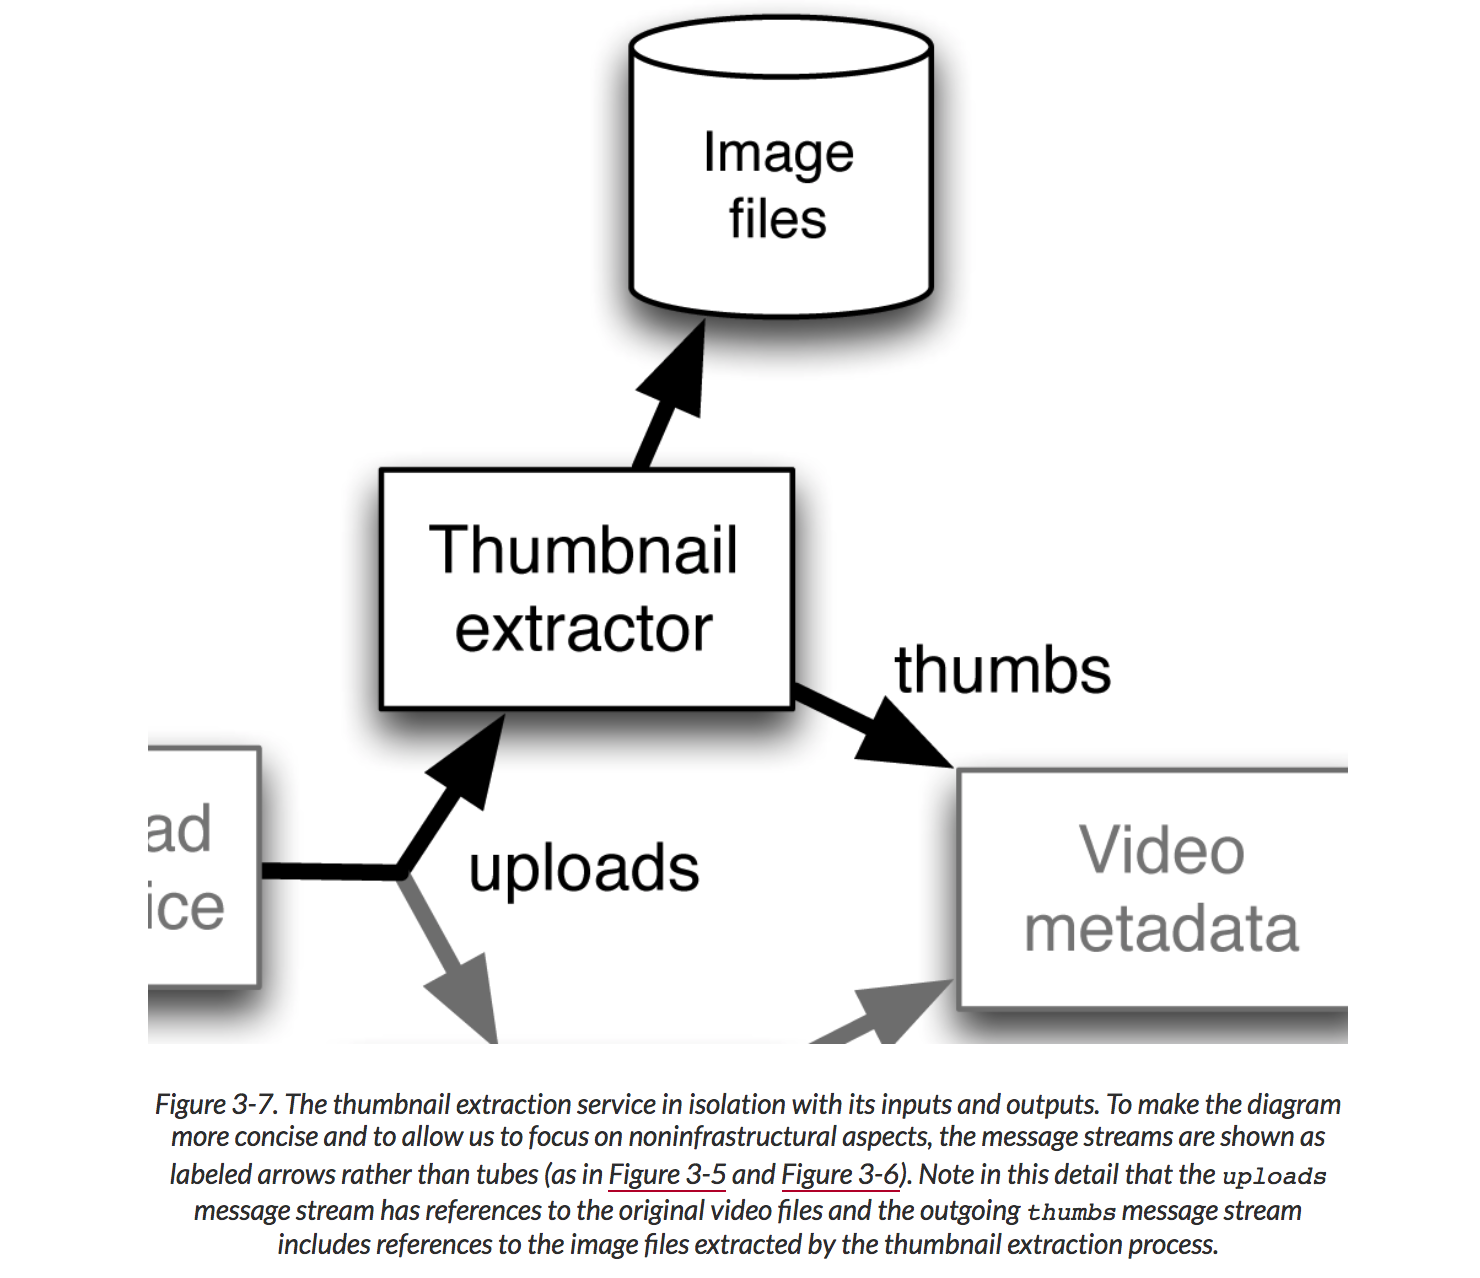 Image
files
Thumbnail
extractor
thumbs
ad
ice
uploads
Video
metadata
Figure 3-7. The thumbnail extraction service in isolation with its inputs and outputs. To make the diagram
more concise and to allow us to focus on noninfrastructural aspects, the message streams are shown as
labeled arrows rather than tubes (as in Figure 3-5 and Figure 3-6). Note in this detail that the uploads
message stream has references to the original video files and the outgoing thumbs message stream
includes references to the image files extracted by the thumbnail extraction process.